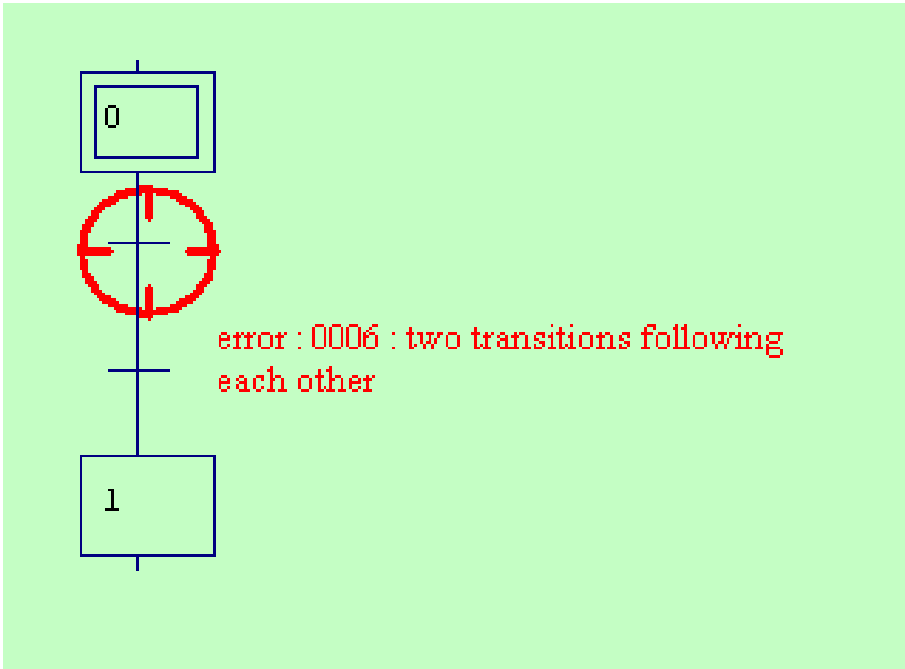 0
error : 0006 : two transitions following
each other
1